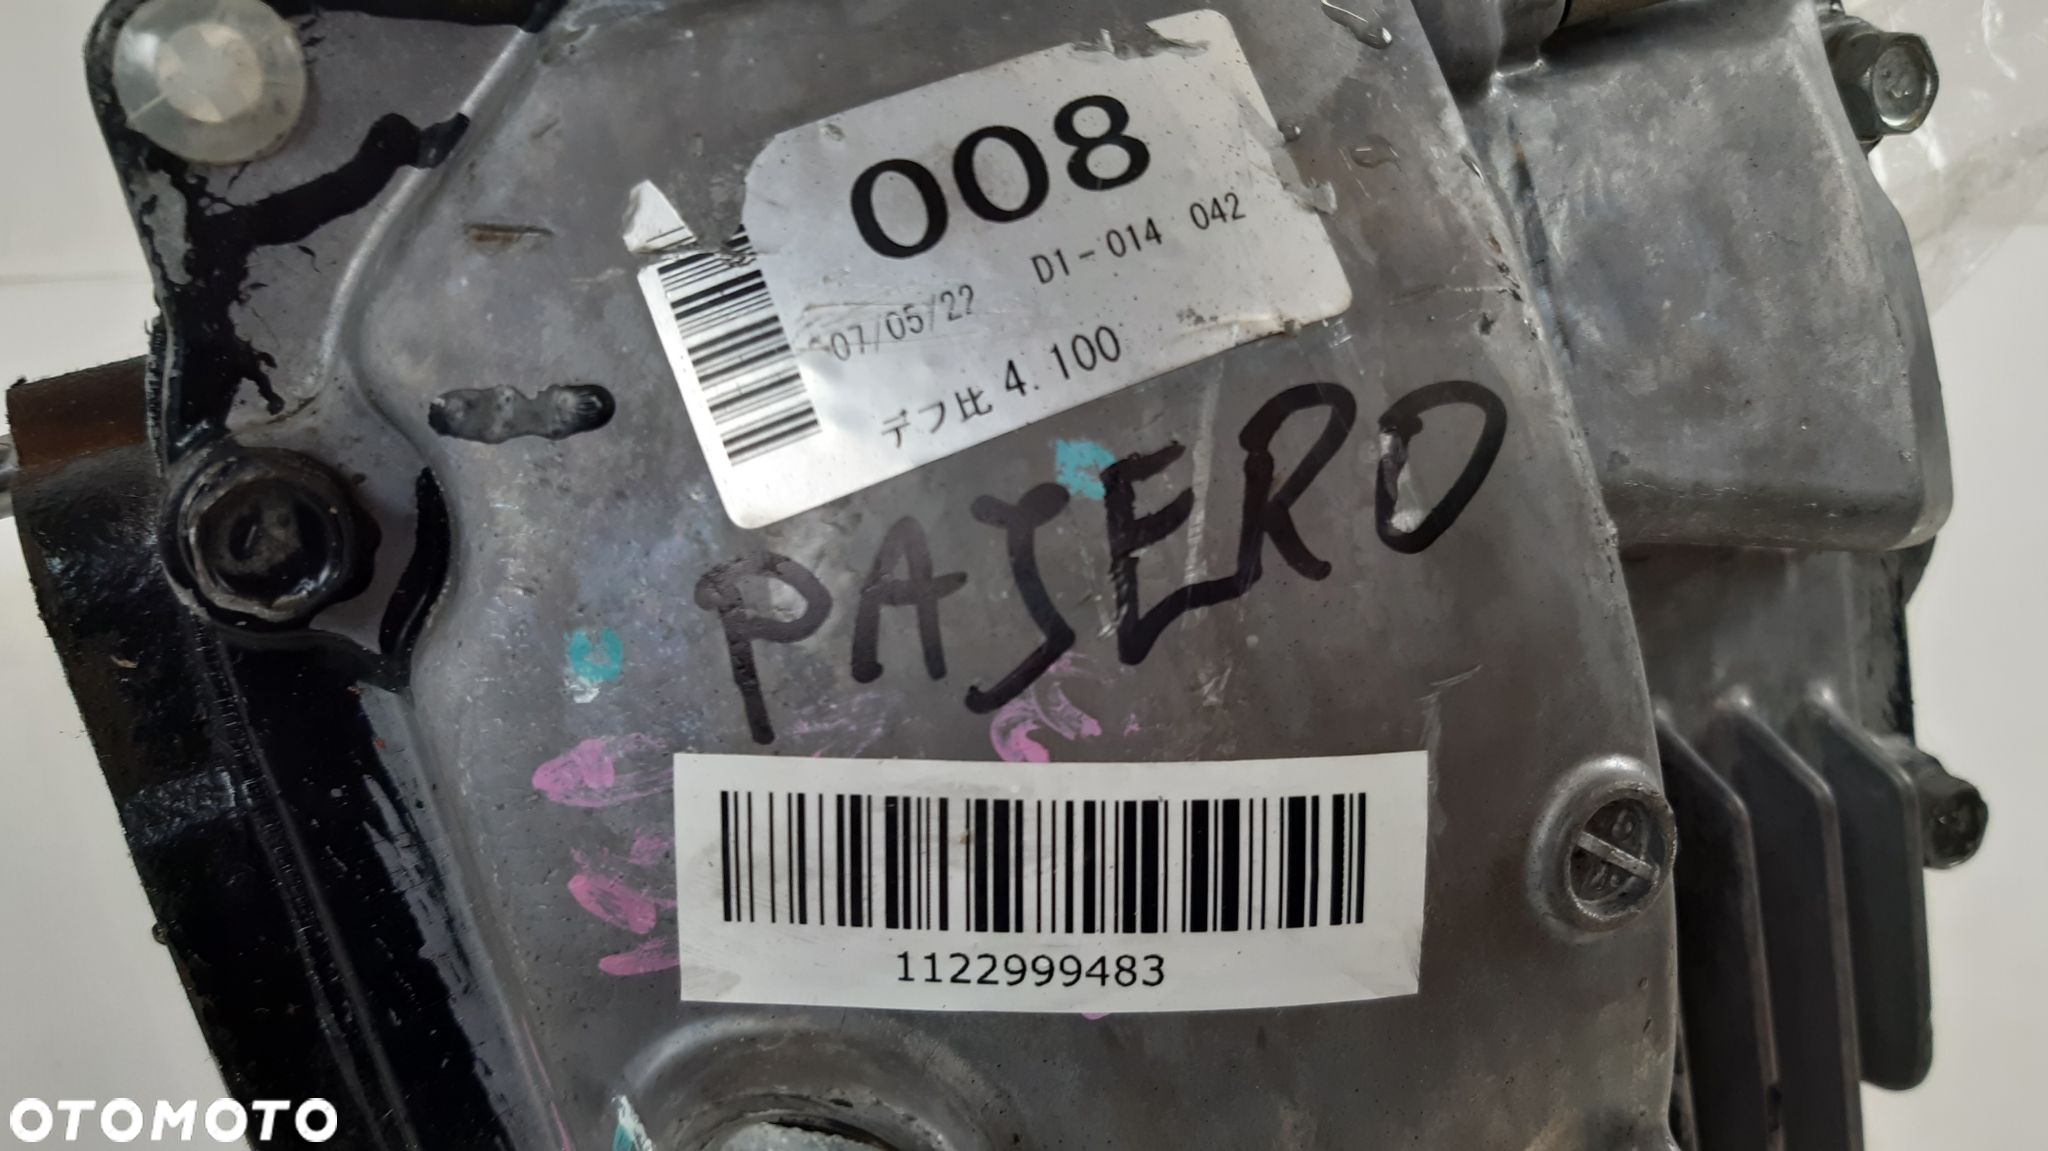 008
07/05/22 D1-014 042
デフ比 4.100
PAJERO
1122999483
OTOMOTO